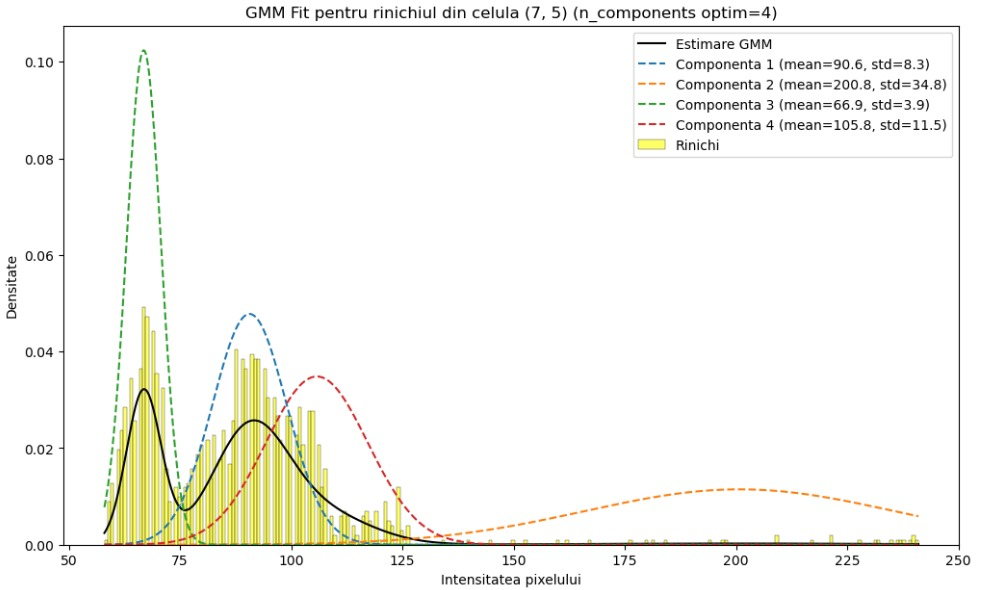 GMM Fit pentru rinichiul din celula (7, 5) (n_components optim=4)
Estimare GMM
Componenta 1 (mean=90.6, std=8.3)
Componenta 2 (mean=200.8, std=34.8)
Componenta 3 (mean=66.9, std=3.9)
Componenta 4 (mean=105.8, std=11.5)
Rinichi
Densitate
0.10
0.08
0.06
0.04
0.02
0.00
50 75 100 125 150 175 200 225 250
Intensitatea pixelului